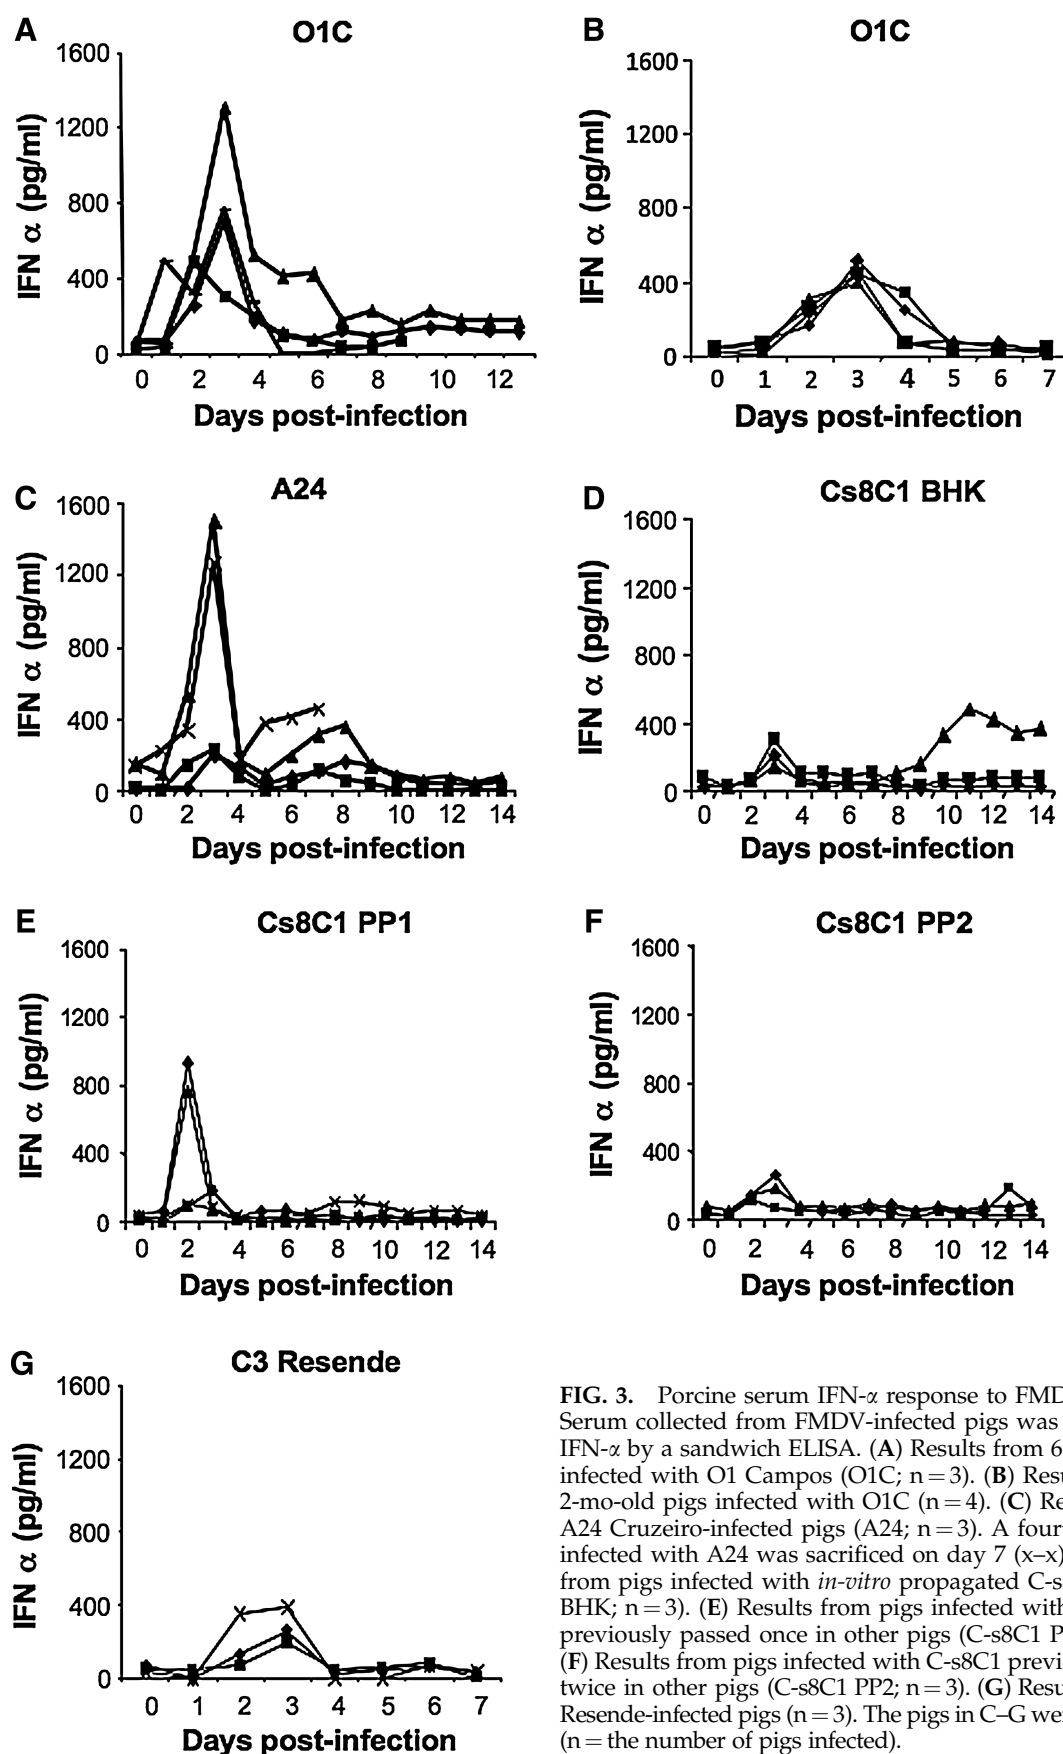 A
O1C
1600
1200
800
400
0
IFN α (pg/ml)
0 2 4 6 8 10 12
Days post-infection
B
O1C
1600
1200
800
400
0
IFN α (pg/ml)
0 1 2 3 4 5 6 7
Days post-infection
C
A24
1600
1200
800
400
0
IFN α (pg/ml)
0 2 4 6 8 10 12 14
Days post-infection
D
Cs8C1 BHK
1600
1200
800
400
0
IFN α (pg/ml)
0 2 4 6 8 10 12 14
Days post-infection
E
Cs8C1 PP1
1600
1200
800
400
0
IFN α (pg/ml)
0 2 4 6 8 10 12 14
Days post-infection
F
Cs8C1 PP2
1600
1200
800
400
0
IFN α (pg/ml)
0 2 4 6 8 10 12 14
Days post-infection
G
C3 Resende
1600
1200
800
400
0
IFN α (pg/ml)
0 1 2 3 4 5 6 7
Days post-infection
FIG. 3. Porcine serum IFN-α response to FMD
Serum collected from FMDV-infected pigs was
IFN-α by a sandwich ELISA. (A) Results from 6
infected with O1 Campos (O1C; n = 3). (B) Resu
2-mo-old pigs infected with O1C (n = 4). (C) Re
A24 Cruzeiro-infected pigs (A24; n = 3). A four
infected with A24 was sacrificed on day 7 (x–x)
from pigs infected with in-vitro propagated C-s
BHK; n = 3). (E) Results from pigs infected with
previously passed once in other pigs (C-s8C1 P
(F) Results from pigs infected with C-s8C1 previ
twice in other pigs (C-s8C1 PP2; n = 3). (G) Resu
Resende-infected pigs (n = 3). The pigs in C–G we
(n = the number of pigs infected).